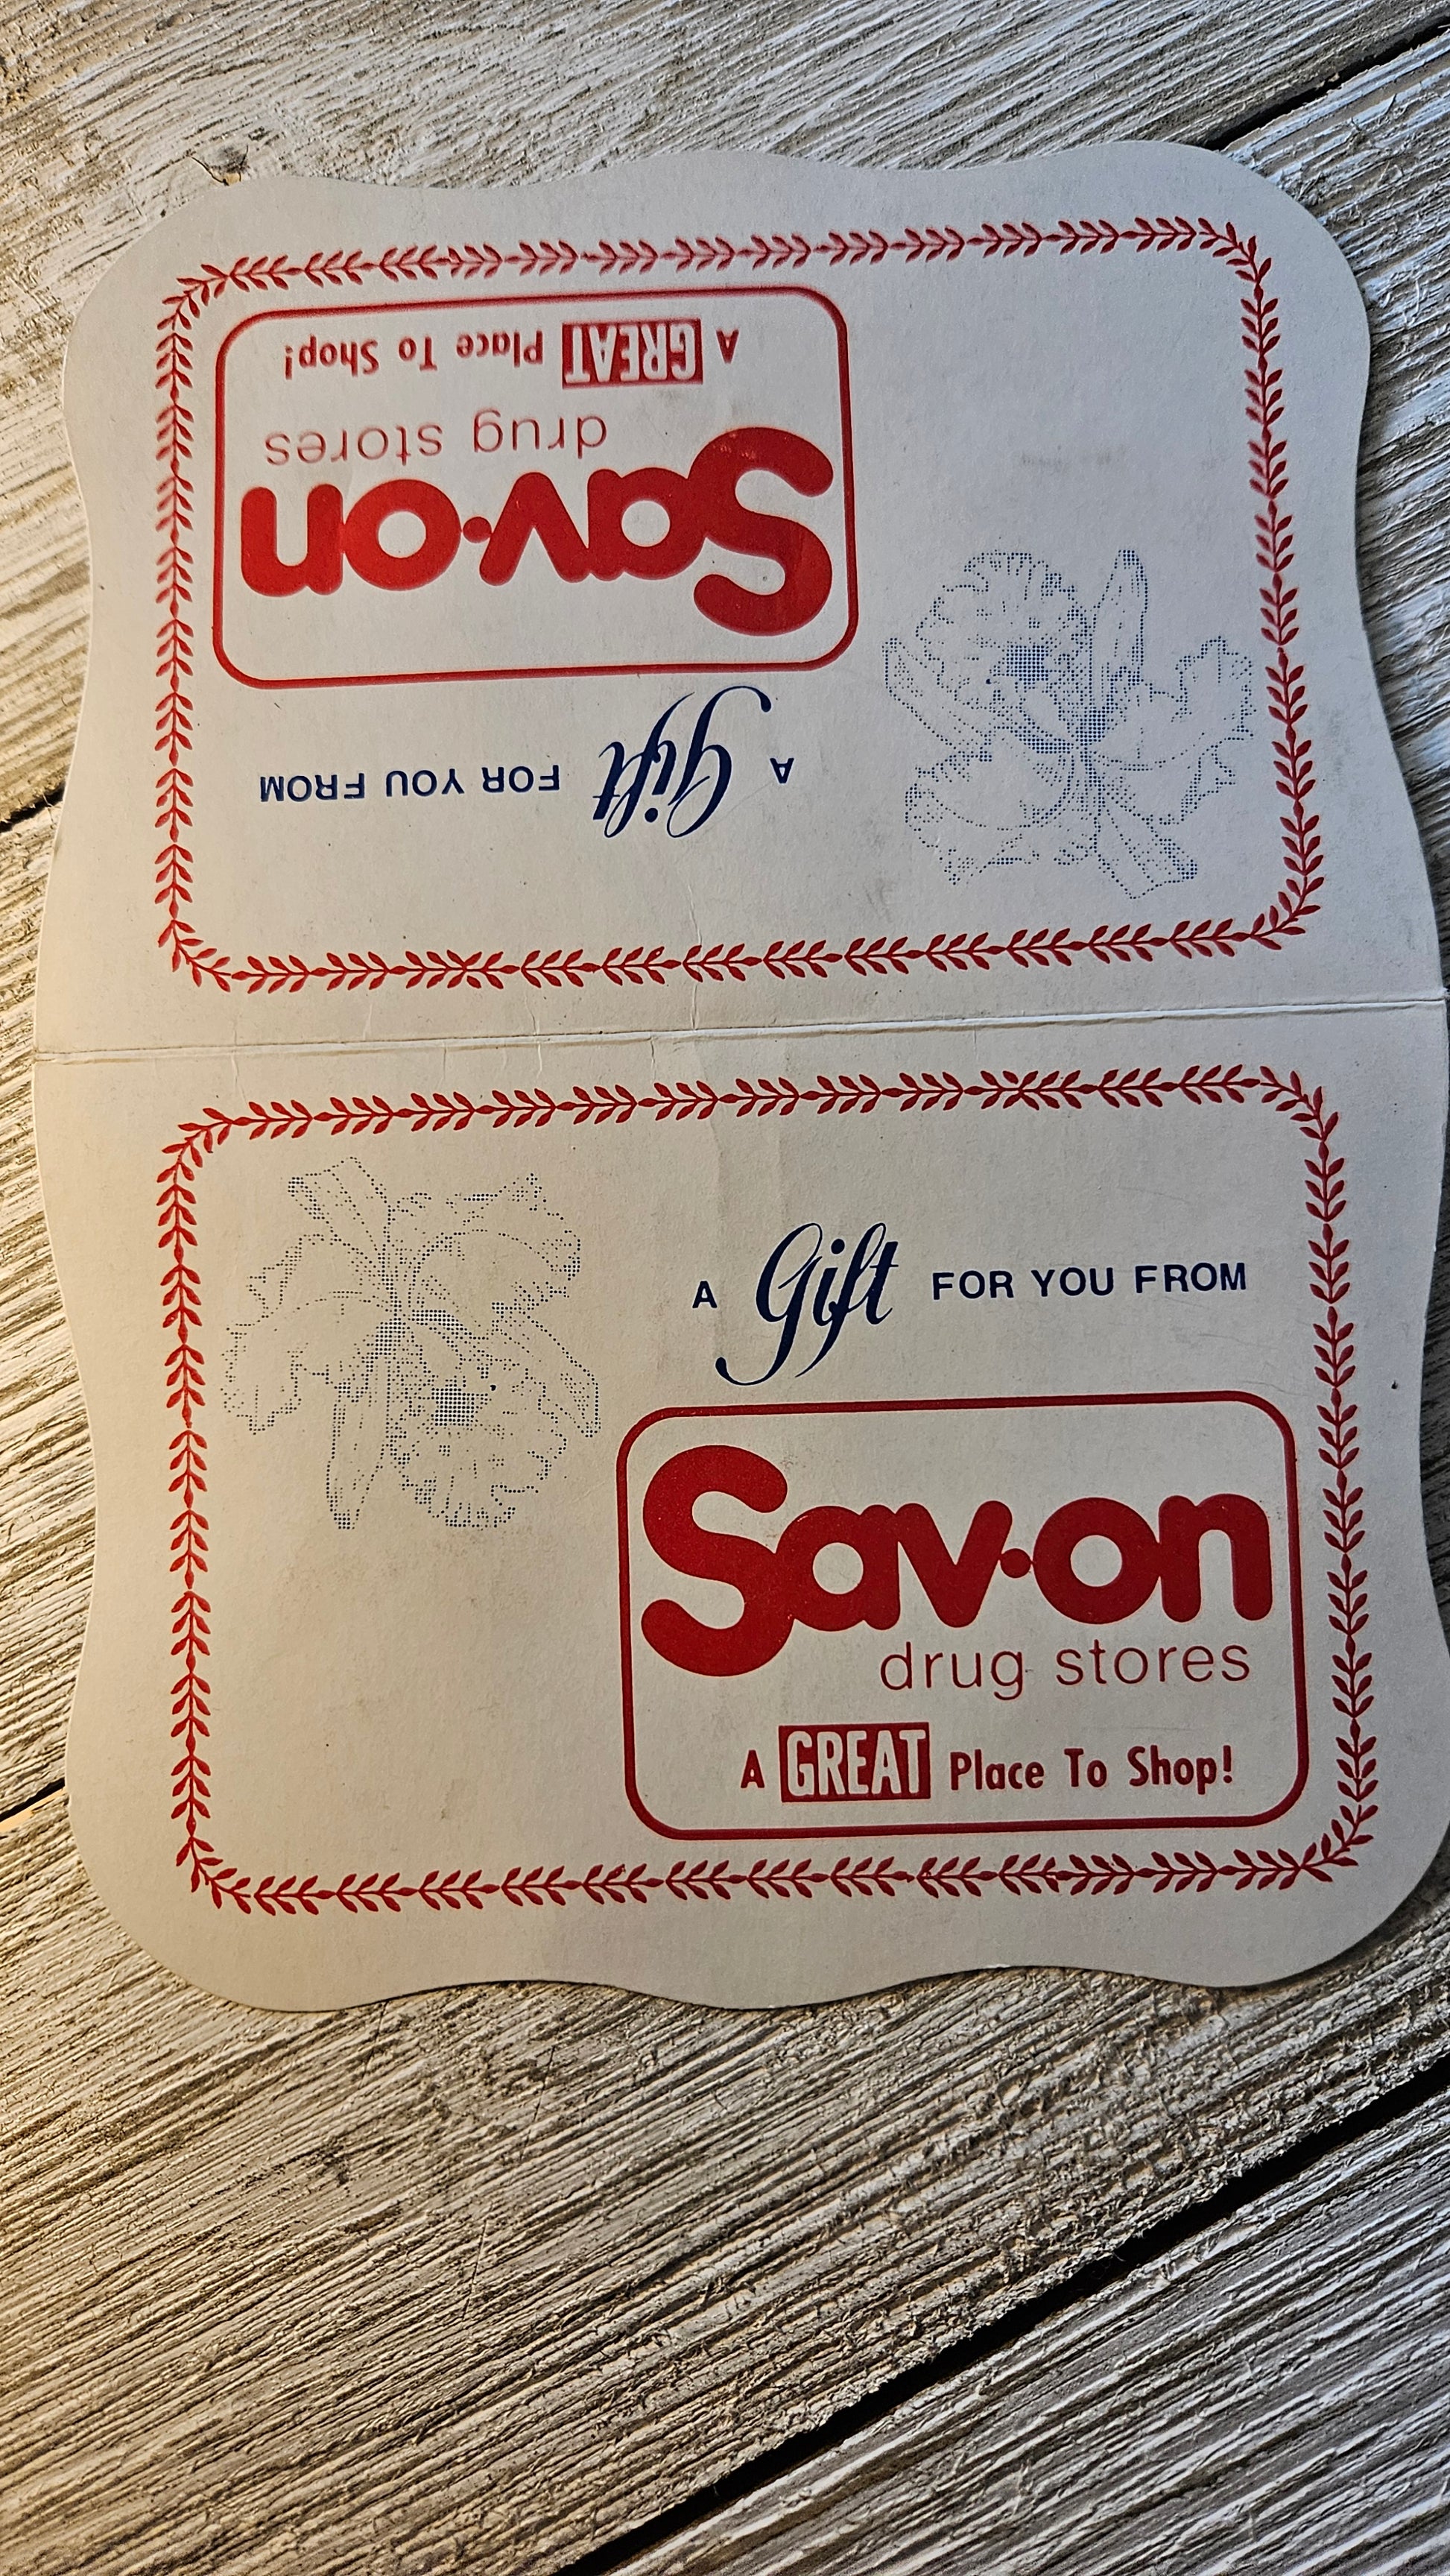 A GREAT Place To Shop!
drug stores
Sav·on
A Gift FOR YOU FROM
A Gift FOR YOU FROM
Sav·on
drug stores
A GREAT Place To Shop!